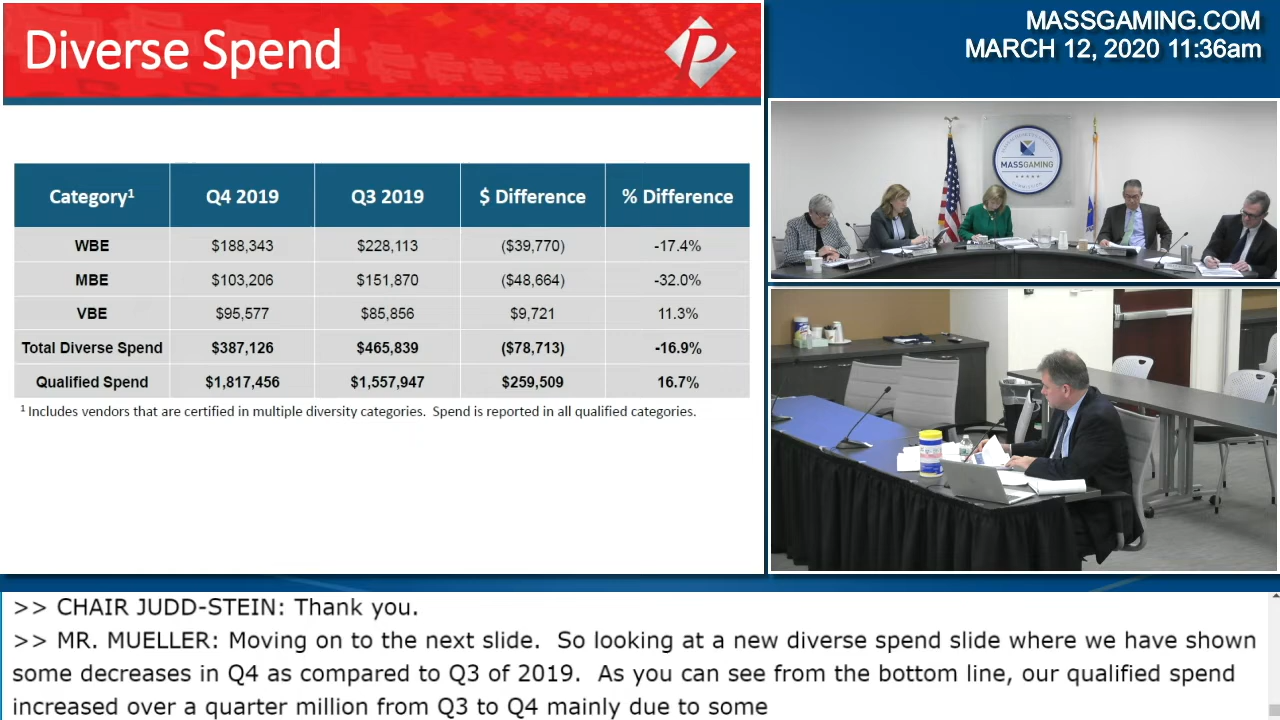 Diverse Spend
MASSGAMING.COM
MARCH 12, 2020 11:36am
Category¹ Q4 2019 Q3 2019 $ Difference % Difference
WBE $188,343 $228,113 ($39,770) -17.4%
MBE $103,206 $151,870 ($48,664) -32.0%
VBE $95,577 $85,856 $9,721 11.3%
Total Diverse Spend $387,126 $465,839 ($78,713) -16.9%
Qualified Spend $1,817,456 $1,557,947 $259,509 16.7%
¹ Includes vendors that are certified in multiple diversity categories. Spend is reported in all qualified categories.
MASSGAMING
>> CHAIR JUDD-STEIN: Thank you.
>> MR. MUELLER: Moving on to the next slide. So looking at a new diverse spend slide where we have shown
some decreases in Q4 as compared to Q3 of 2019. As you can see from the bottom line, our qualified spend
increased over a quarter million from Q3 to Q4 mainly due to some